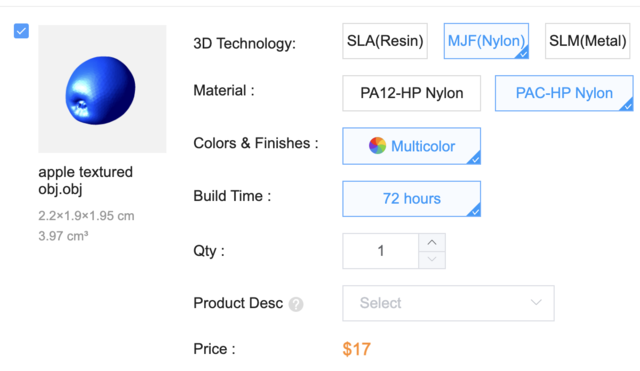 3D Technology:
SLA(Resin) MJF(Nylon) SLM(Metal)
Material :
PA12-HP Nylon PAC-HP Nylon
apple textured
obj.obj
2.2×1.9×1.95 cm
3.97 cm³
Colors & Finishes :
Multicolor
Build Time :
72 hours
Qty :
1
Product Desc ?
Select
Price :
$17